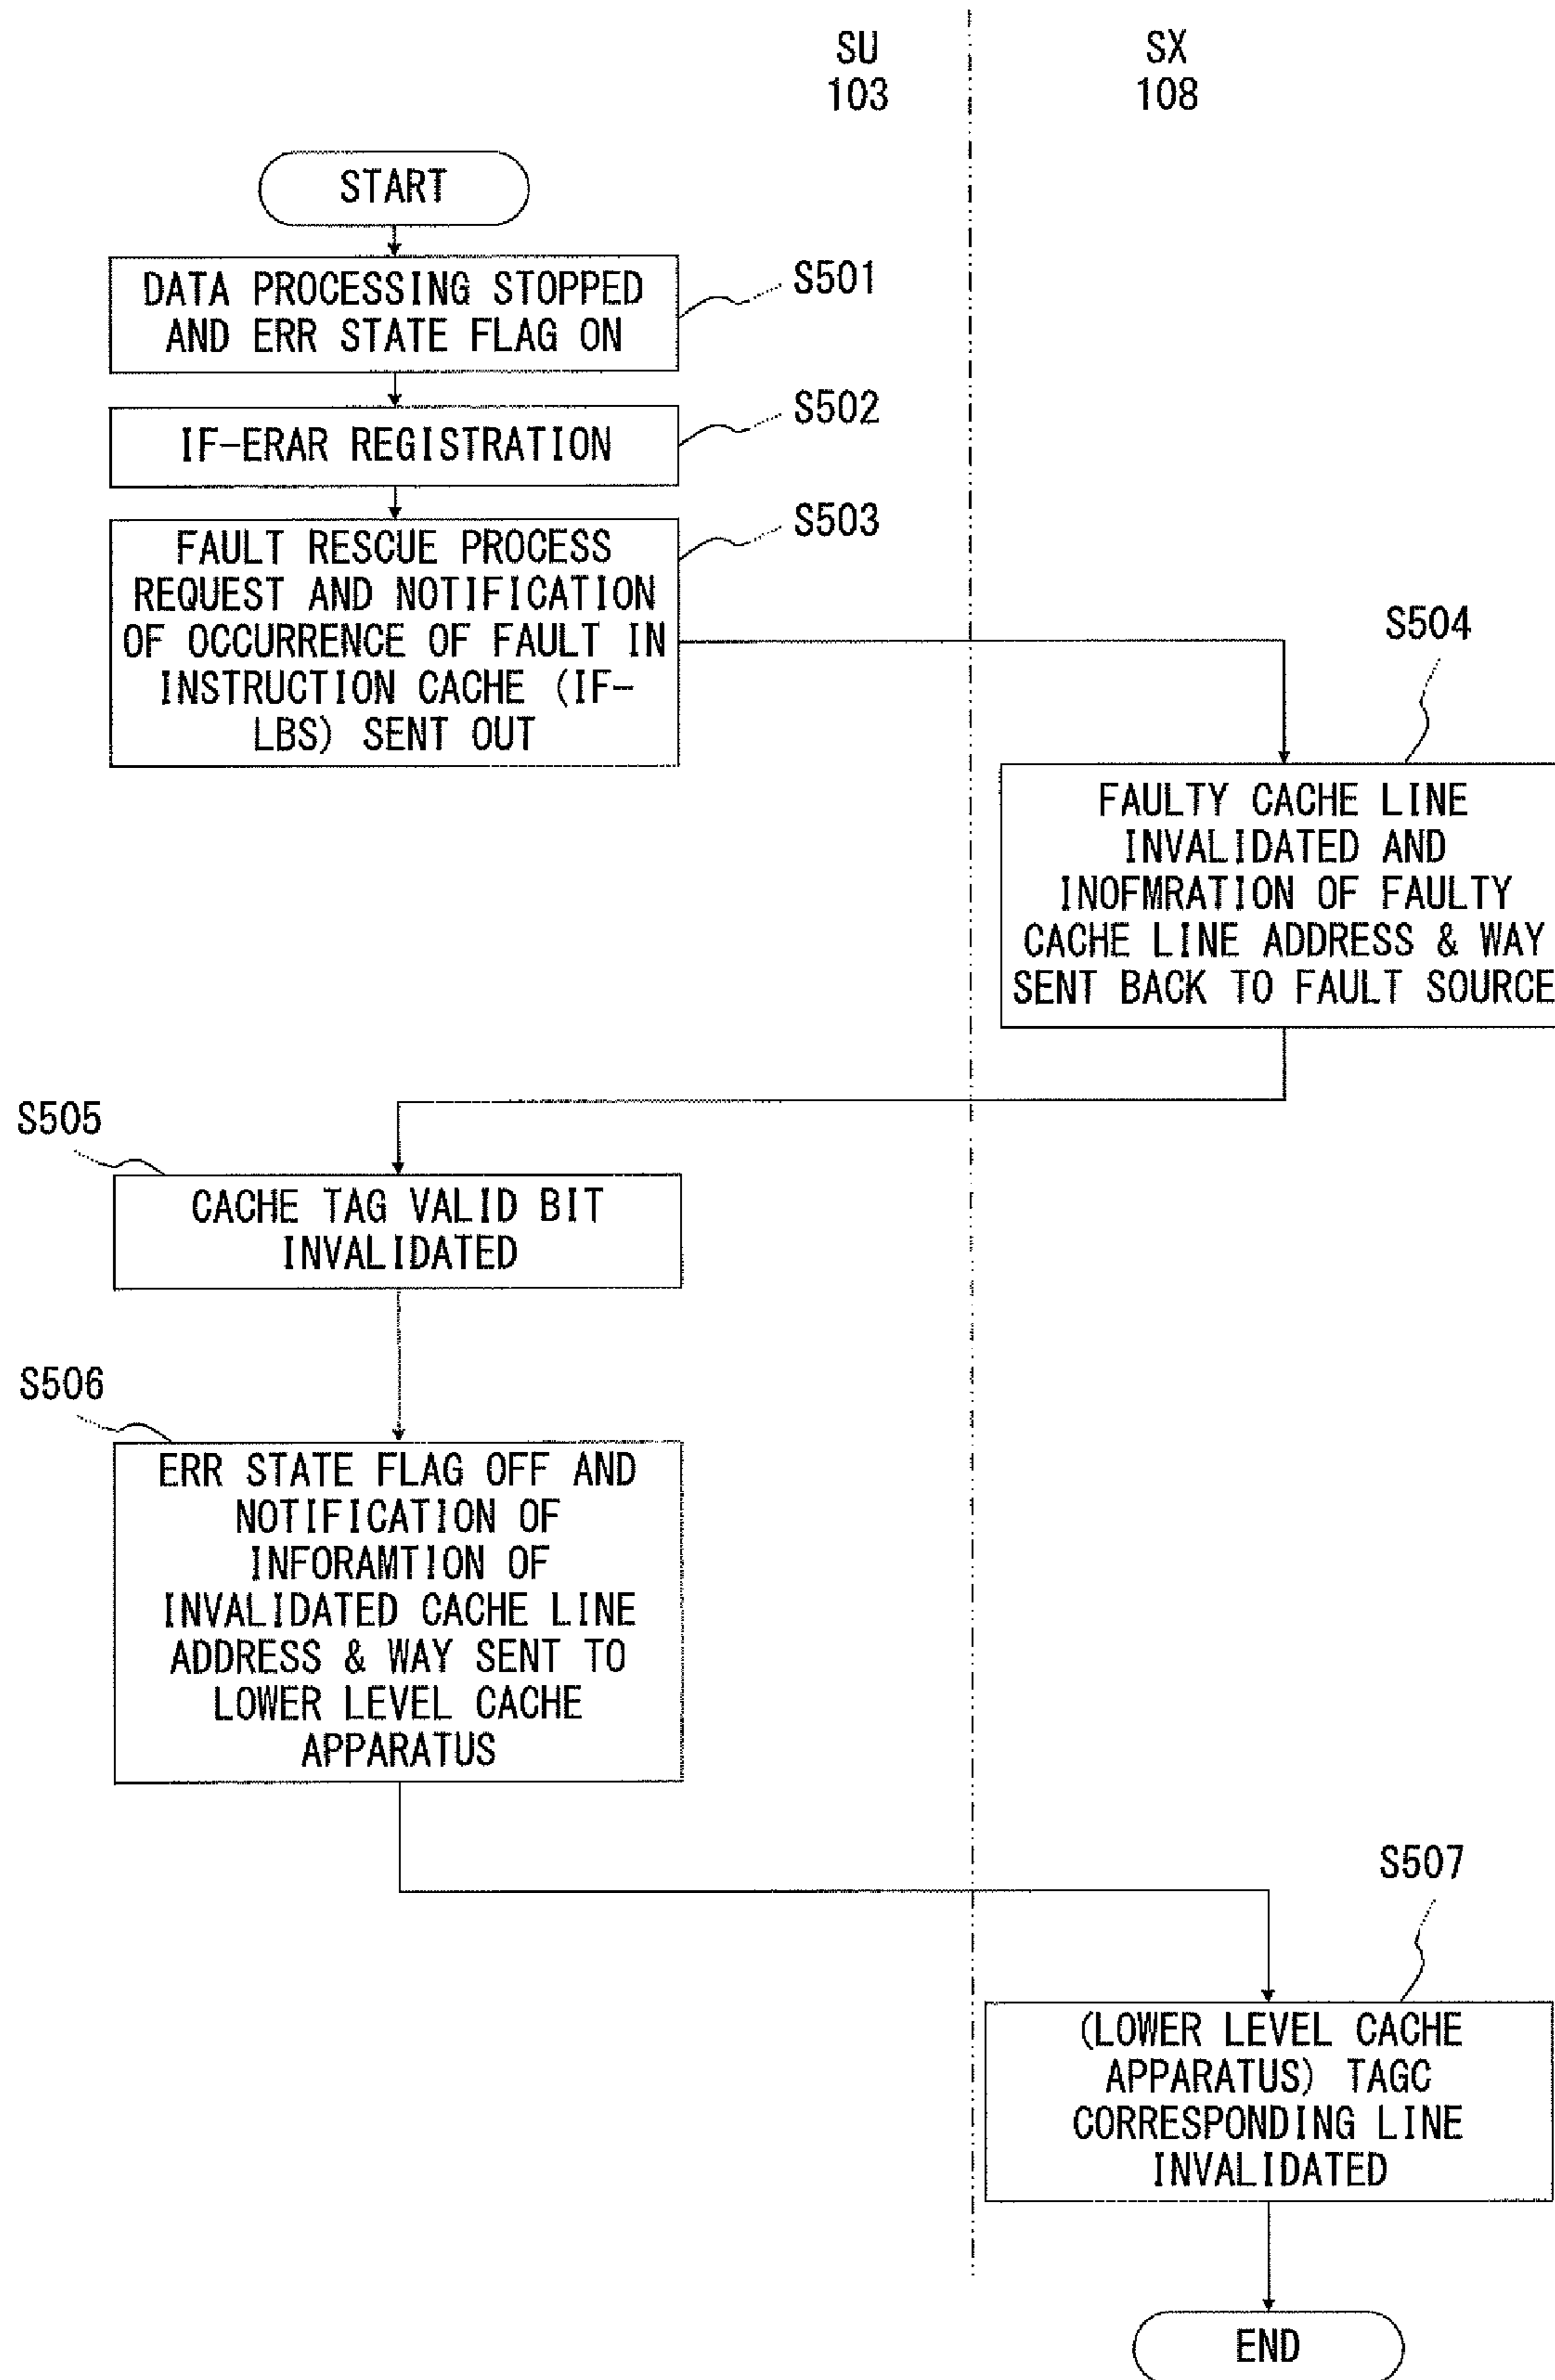 SU
103
SX
108
START
DATA PROCESSING STOPPED
AND ERR STATE FLAG ON
S501
IF-ERAR REGISTRATION
S502
FAULT RESCUE PROCESS
REQUEST AND NOTIFICATION
OF OCCURRENCE OF FAULT IN
INSTRUCTION CACHE (IF-
LBS) SENT OUT
S503
S504
FAULTY CACHE LINE
INVALIDATED AND
INOFMRATION OF FAULTY
CACHE LINE ADDRESS & WAY
SENT BACK TO FAULT SOURCE
S505
CACHE TAG VALID BIT
INVALIDATED
S506
ERR STATE FLAG OFF AND
NOTIFICATION OF
INFORAMTION OF
INVALIDATED CACHE LINE
ADDRESS & WAY SENT TO
LOWER LEVEL CACHE
APPARATUS
S507
(LOWER LEVEL CACHE
APPARATUS) TAGC
CORRESPONDING LINE
INVALIDATED
END